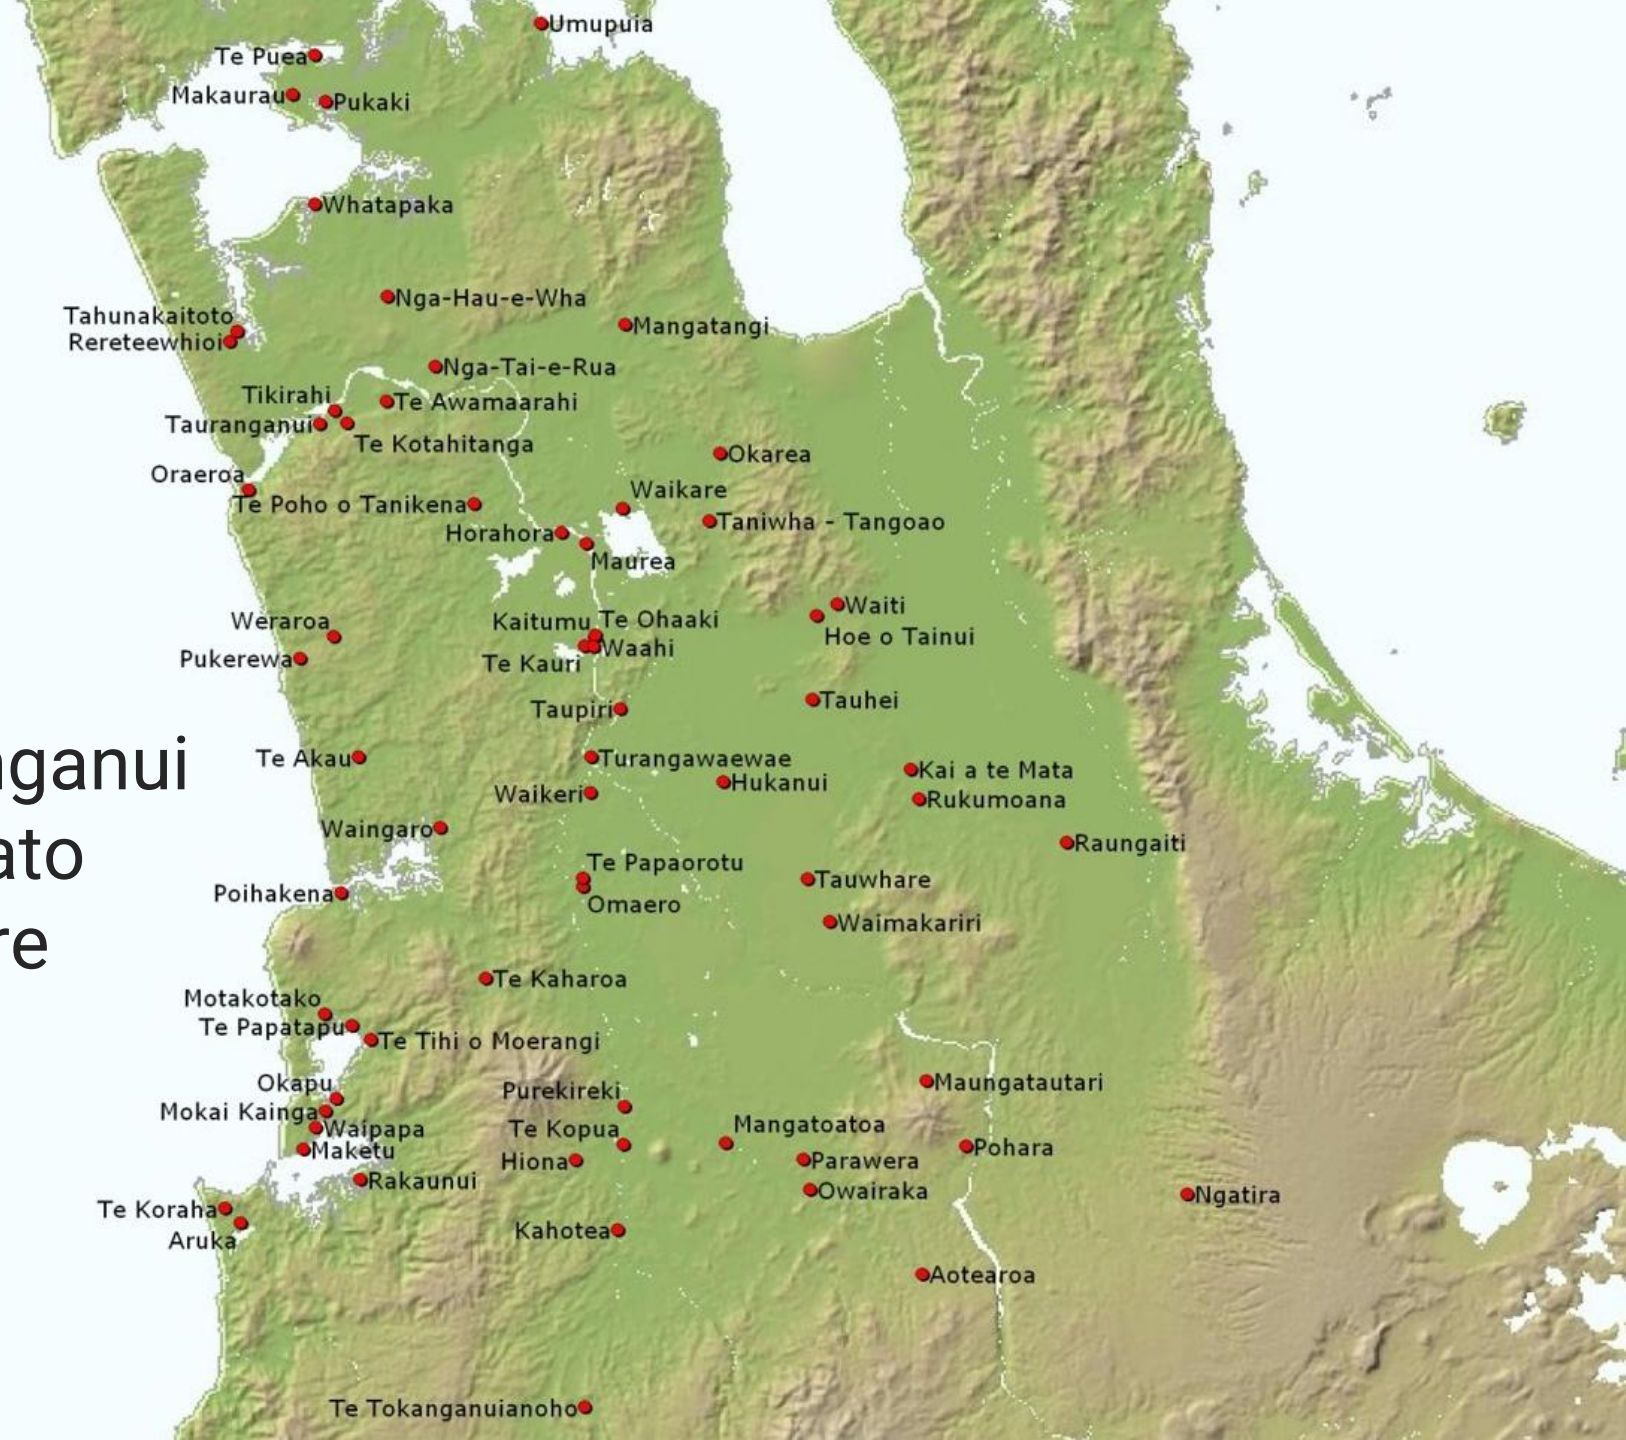 Umupuia
Te Puea
Makaurau
Pukaki
Whatapaka
Nga-Hau-e-Wha
Tahunakaitoto
Mangatangi
Rereteewhioi
Nga-Tai-e-Rua
Tikirahi
Te Awamaarahi
Tauranganui
Te Kotahitanga
Okarea
Oraeroa
Waikare
Te Poho o Tanikena
Taniwha - Tangoao
Horahora
Maurea
Waiti
Weraroa
Kaitumu
Te Ohaaki
Hoe o Tainui
Waahi
Pukerewa
Te Kauri
Tauhei
Taupiri
nganui
Te Akau
Turangawaewae
Kai a te Mata
Hukanui
Waikeri
Rukumoana
Waingaro
Raungaiti
ato
Te Papaorotu
Tauwhare
Poihakena
Omaero
Waimakariri
re
Te Kaharoa
Motakotako
Te Papatapu
Te Tihi o Moerangi
Okapu
Maungatautari
Purekireki
Mokai Kainga
Waipapa
Te Kopua
Mangatoatoa
Maketu
Pohara
Hiona
Parawera
Rakaunui
Owairaka
Ngatira
Te Koraha
Kahotea
Aruka
Aotearoa
Te Tokanganuianoho